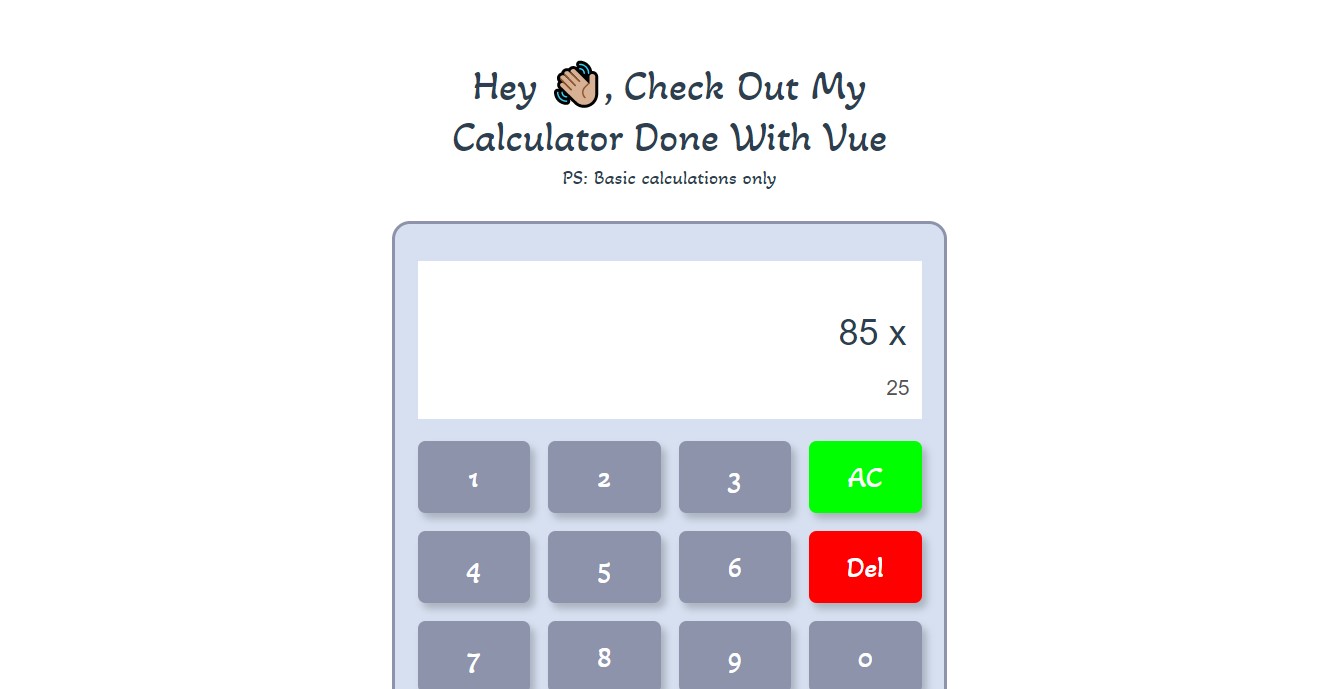 Hey 👋🏽, Check Out My
Calculator Done With Vue
PS: Basic calculations only
85 x
25
1 2 3 AC
4 5 6 Del
7 8 9 0